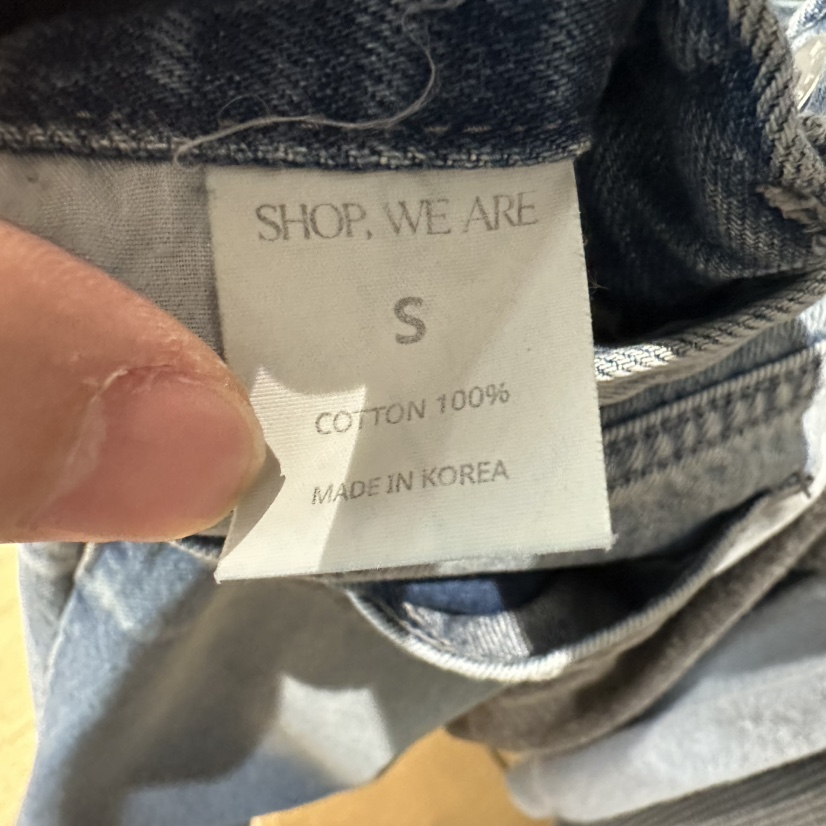 SHOP, WE ARE
S
COTTON 100%
MADE IN KOREA